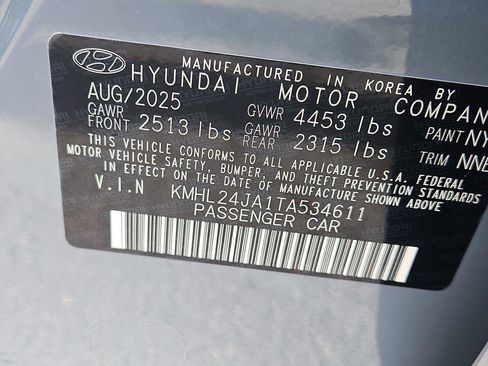 MANUFACTURED IN KOREA BY
HYUNDAI MOTOR COMPAN
AUG/2025
GVWR 4453 lbs
PAINT NY
GAWR FRONT 2513 lbs
GAWR REAR 2315 lbs
TRIM NNB
THIS VEHICLE CONFORMS TO ALL APPLICABLE U.S.A. FEDERAL
MOTOR VEHICLE SAFETY, BUMPER, AND THEFT PREVENTION STANDARDS
IN EFFECT ON THE DATE OF MANUFACTURE SHOWN ABOVE.
V.I.N KMHL24JA1TA534611
PASSENGER CAR